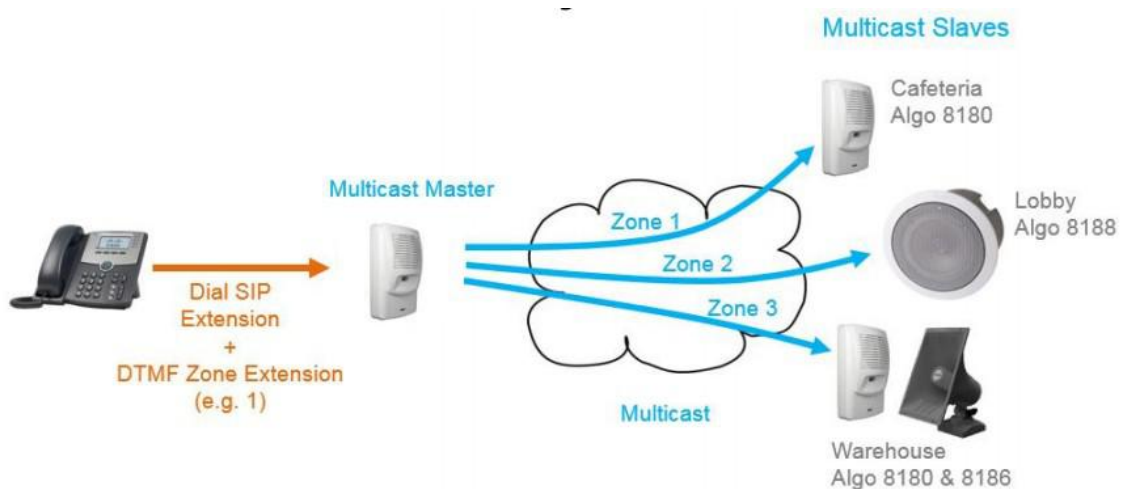 Multicast Slaves
Cafeteria
Algo 8180
Multicast Master
Zone 1
Lobby
Algo 8188
Zone 2
Dial SIP
Extension
+
DTMF Zone Extension
(e.g. 1)
Zone 3
Multicast
Warehouse
Algo 8180 & 8186